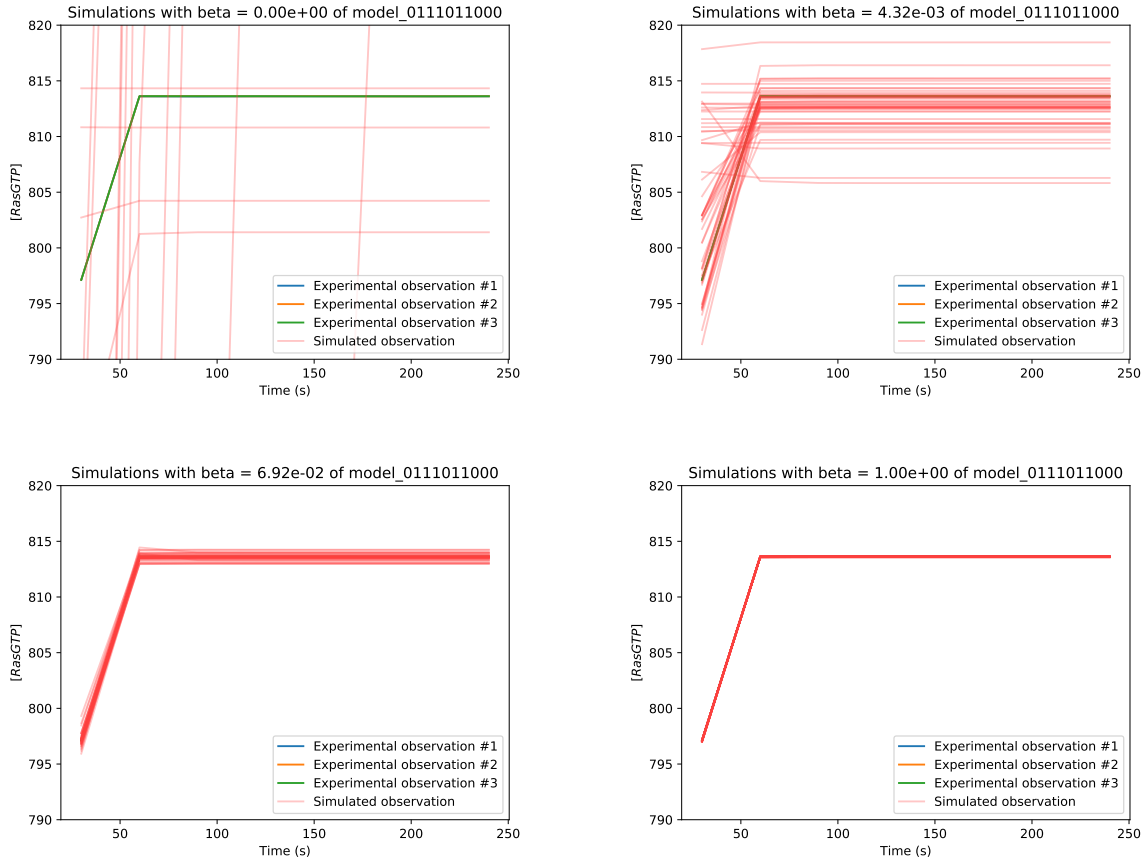 Simulations with beta = 0.00e+00 of model_0111011000
820
815
810
805
800
795
790
[RasGTP]
50
100
150
200
250
Time (s)
Experimental observation #1
Experimental observation #2
Experimental observation #3
Simulated observation
Simulations with beta = 4.32e-03 of model_0111011000
820
815
810
805
800
795
790
[RasGTP]
50
100
150
200
250
Time (s)
Experimental observation #1
Experimental observation #2
Experimental observation #3
Simulated observation
Simulations with beta = 6.92e-02 of model_0111011000
820
815
810
805
800
795
790
[RasGTP]
50
100
150
200
250
Time (s)
Experimental observation #1
Experimental observation #2
Experimental observation #3
Simulated observation
Simulations with beta = 1.00e+00 of model_0111011000
820
815
810
805
800
795
790
[RasGTP]
50
100
150
200
250
Time (s)
Experimental observation #1
Experimental observation #2
Experimental observation #3
Simulated observation